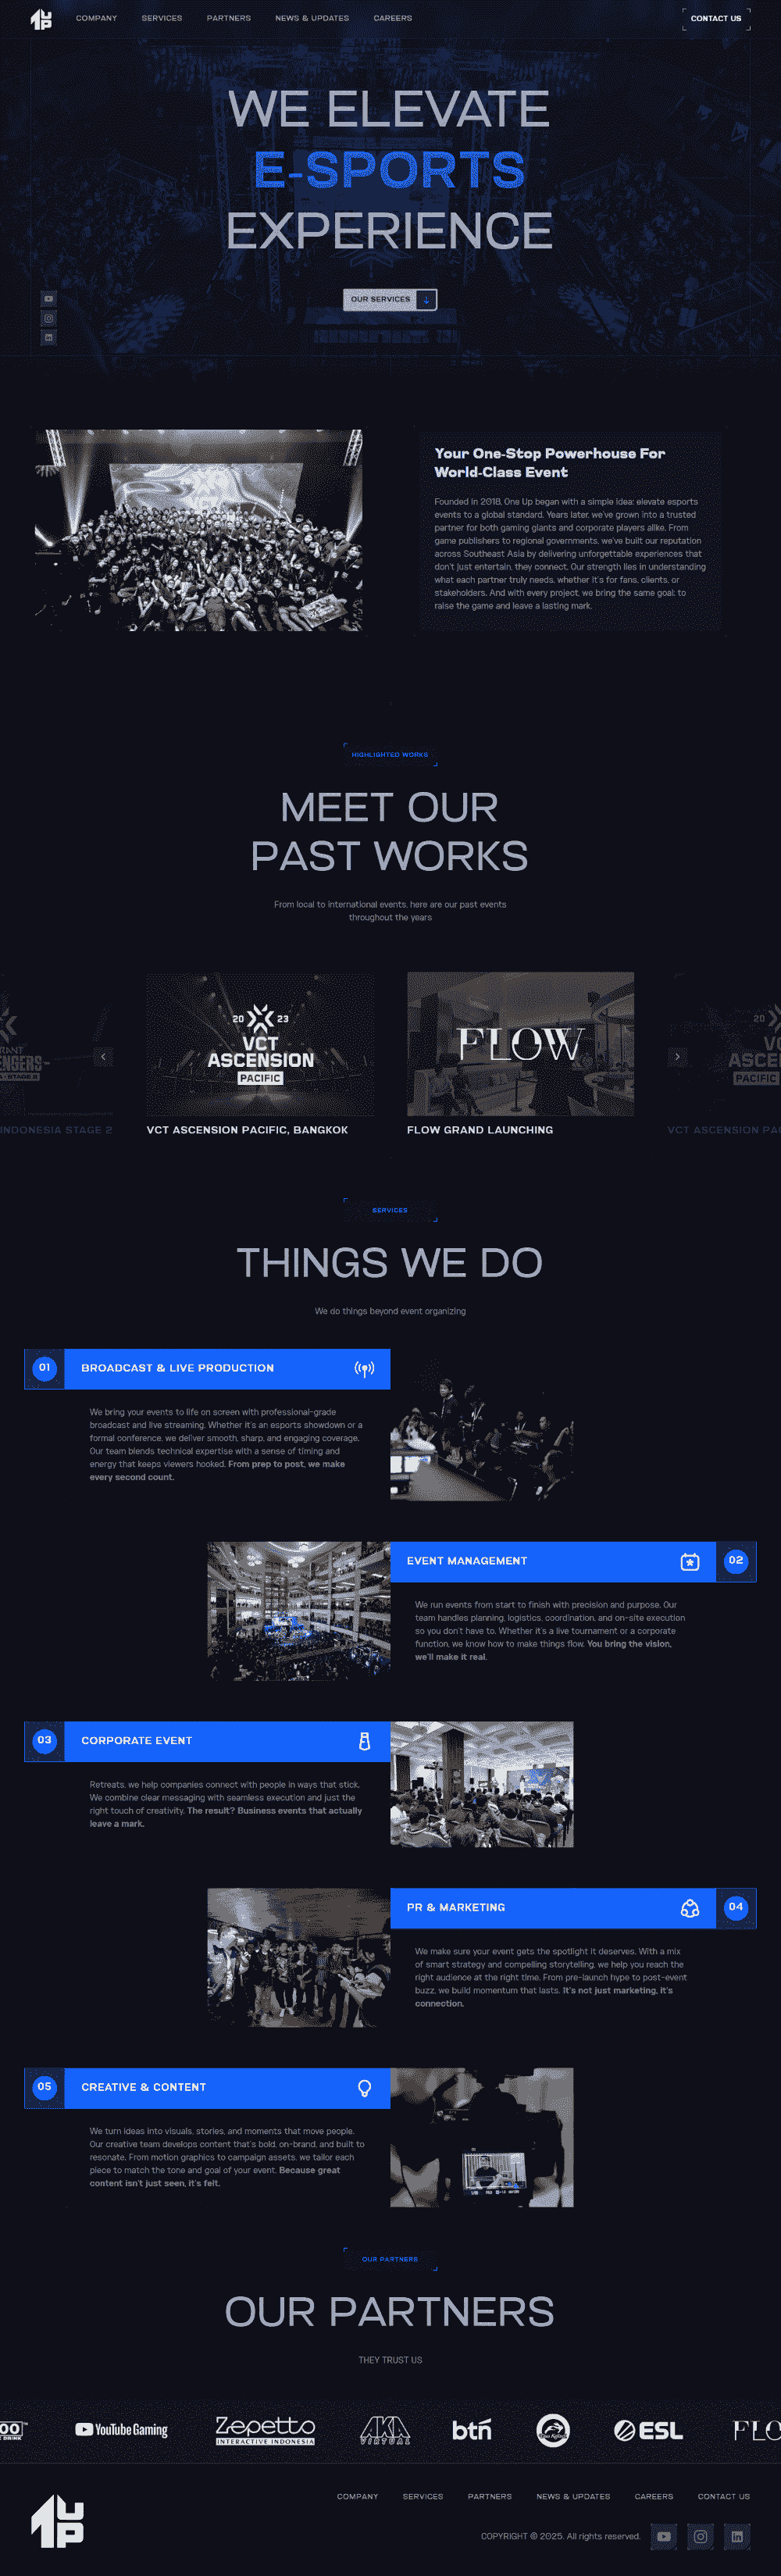 1UP
COMPANY SERVICES PARTNERS NEWS & UPDATES CAREERS CONTACT US
WE ELEVATE
E-SPORTS
EXPERIENCE
OUR SERVICES
Your One-Stop Powerhouse For
World-Class Event
Founded in 2018, One Up began with a simple idea: elevate esports
events to a global standard. Years later, we've grown into a trusted
partner for both gaming giants and corporate players alike. From
game publishers to regional governments, we've built our reputation
across Southeast Asia by delivering unforgettable experiences that
don't just entertain, they connect. Our strength lies in understanding
what each partner truly needs, whether it's for fans, clients, or
stakeholders. And with every project, we bring the same goal: to
raise the game and leave a lasting mark.
HIGHLIGHTED WORKS
MEET OUR
PAST WORKS
From local to international events, here are our past events
throughout the years
20 23
VCT
ASCENSION
PACIFIC
FLOW
20
VCT
ASCE
PACIFIC
INDONESIA STAGE 2
VCT ASCENSION PACIFIC, BANGKOK
FLOW GRAND LAUNCHING
VCT ASCENSION PA
SERVICES
THINGS WE DO
We do things beyond event organizing
01 BROADCAST & LIVE PRODUCTION
We bring your events to life on screen with professional-grade
broadcast and live streaming. Whether it's an esports showdown or a
formal conference, we deliver smooth, sharp, and engaging coverage.
Our team blends technical expertise with a sense of timing and
energy that keeps viewers hooked. From prep to post, we make
every second count.
EVENT MANAGEMENT 02
We run events from start to finish with precision and purpose. Our
team handles planning, logistics, coordination, and on-site execution
so you don't have to. Whether it's a live tournament or a corporate
function, we know how to make things flow. You bring the vision,
we'll make it real.
03 CORPORATE EVENT
Retreats, we help companies connect with people in ways that stick.
We combine clear messaging with seamless execution and just the
right touch of creativity. The result? Business events that actually
leave a mark.
PR & MARKETING 04
We make sure your event gets the spotlight it deserves. With a mix
of smart strategy and compelling storytelling, we help you reach the
right audience at the right time. From pre-launch hype to post-event
buzz, we build momentum that lasts. It's not just marketing, it's
connection.
05 CREATIVE & CONTENT
We turn ideas into visuals, stories, and moments that move people.
Our creative team develops content that's bold, on-brand, and built to
resonate. From motion graphics to campaign assets, we tailor each
piece to match the tone and goal of your event. Because great
content isn't just seen, it's felt.
OUR PARTNERS
OUR PARTNERS
THEY TRUST US
YouTube Gaming
Zepetto
INTERACTIVE INDONESIA
AKA
VIRTUAL
btn
ESL
FLO
1UP
COMPANY SERVICES PARTNERS NEWS & UPDATES CAREERS CONTACT US
COPYRIGHT © 2025. All rights reserved.